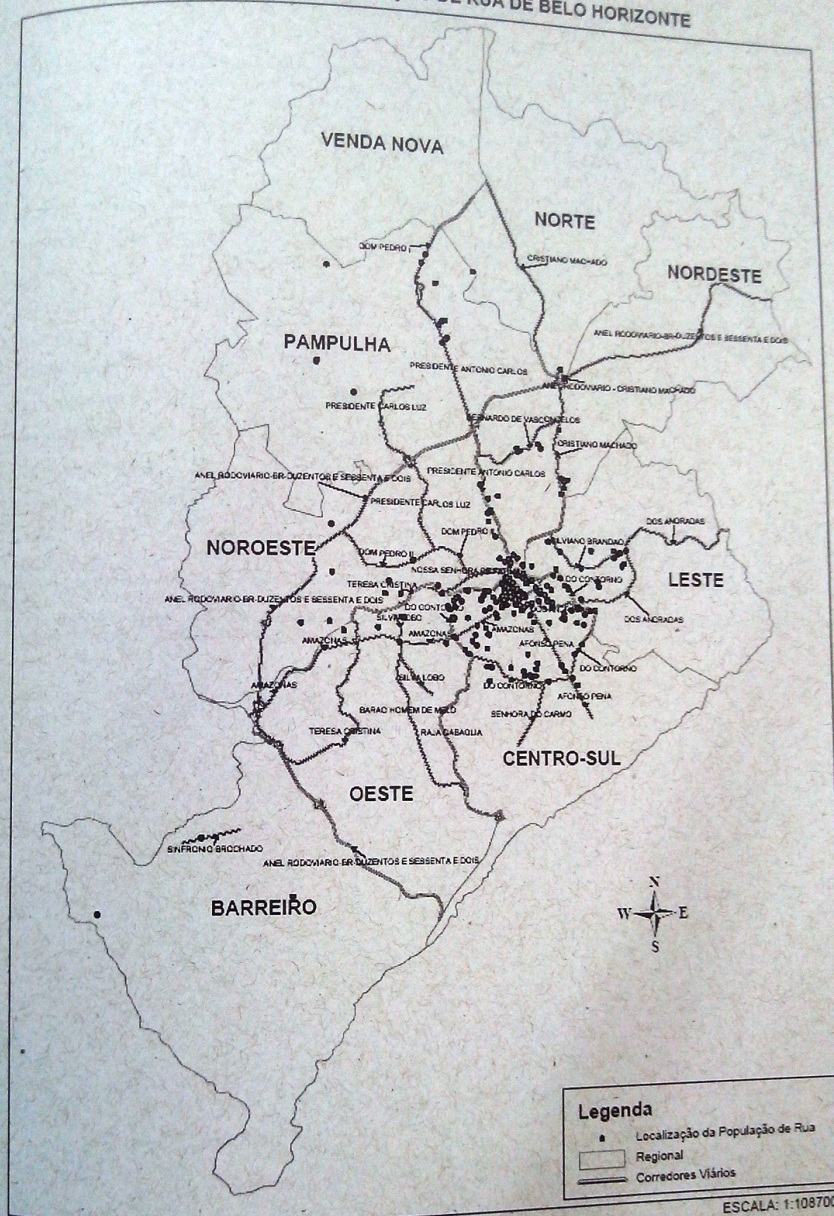 DE RUA DE BELO HORIZONTE
VENDA NOVA
NORTE
DOM PEDRO I
CRISTIANO MACHADO
NORDESTE
ANEL RODOVIARIO-BR-DUZENTOS E SESSENTA E DOIS
PAMPULHA
PRESIDENTE ANTONIO CARLOS
ANEL RODOVIARIO - CRISTIANO MACHADO
PRESIDENTE CARLOS LUZ
BERNARDO DE VASCONCELOS
CRISTIANO MACHADO
PRESIDENTE ANTONIO CARLOS
ANEL RODOVIARIO-BR-DUZENTOS E SESSENTA E DOIS
PRESIDENTE CARLOS LUZ
DOS ANDRADAS
DOM PEDRO
SILVIANO BRANDAO
NOROESTE
DOM PEDRO II
NOSSA SENHORA
DO CONTORNO
LESTE
TERESA CRISTINA
ANEL RODOVIARIO-BR-DUZENTOS E SESSENTA E DOIS
DO CONTO
SILVA LOBO
DOS ANDRADAS
AMAZONAS
AMAZONAS
AMAZONAS
AFONSO PENA
DO CONTORNO
SILVA LOBO
AMAZONAS
DO CONTORNO
AFONSO PENA
BARAO HOMEM DE MELO
SENHORA DO CARMO
TERESA CRISTINA
RAJA GABAGLIA
CENTRO-SUL
OESTE
SINFRONIO BROCHADO
ANEL RODOVIARIO-BR-DUZENTOS E SESSENTA E DOIS
BARREIRO
N
W
E
S
Legenda
Localização da População de Rua
Regional
Corredores Viários
ESCALA: 1:108700